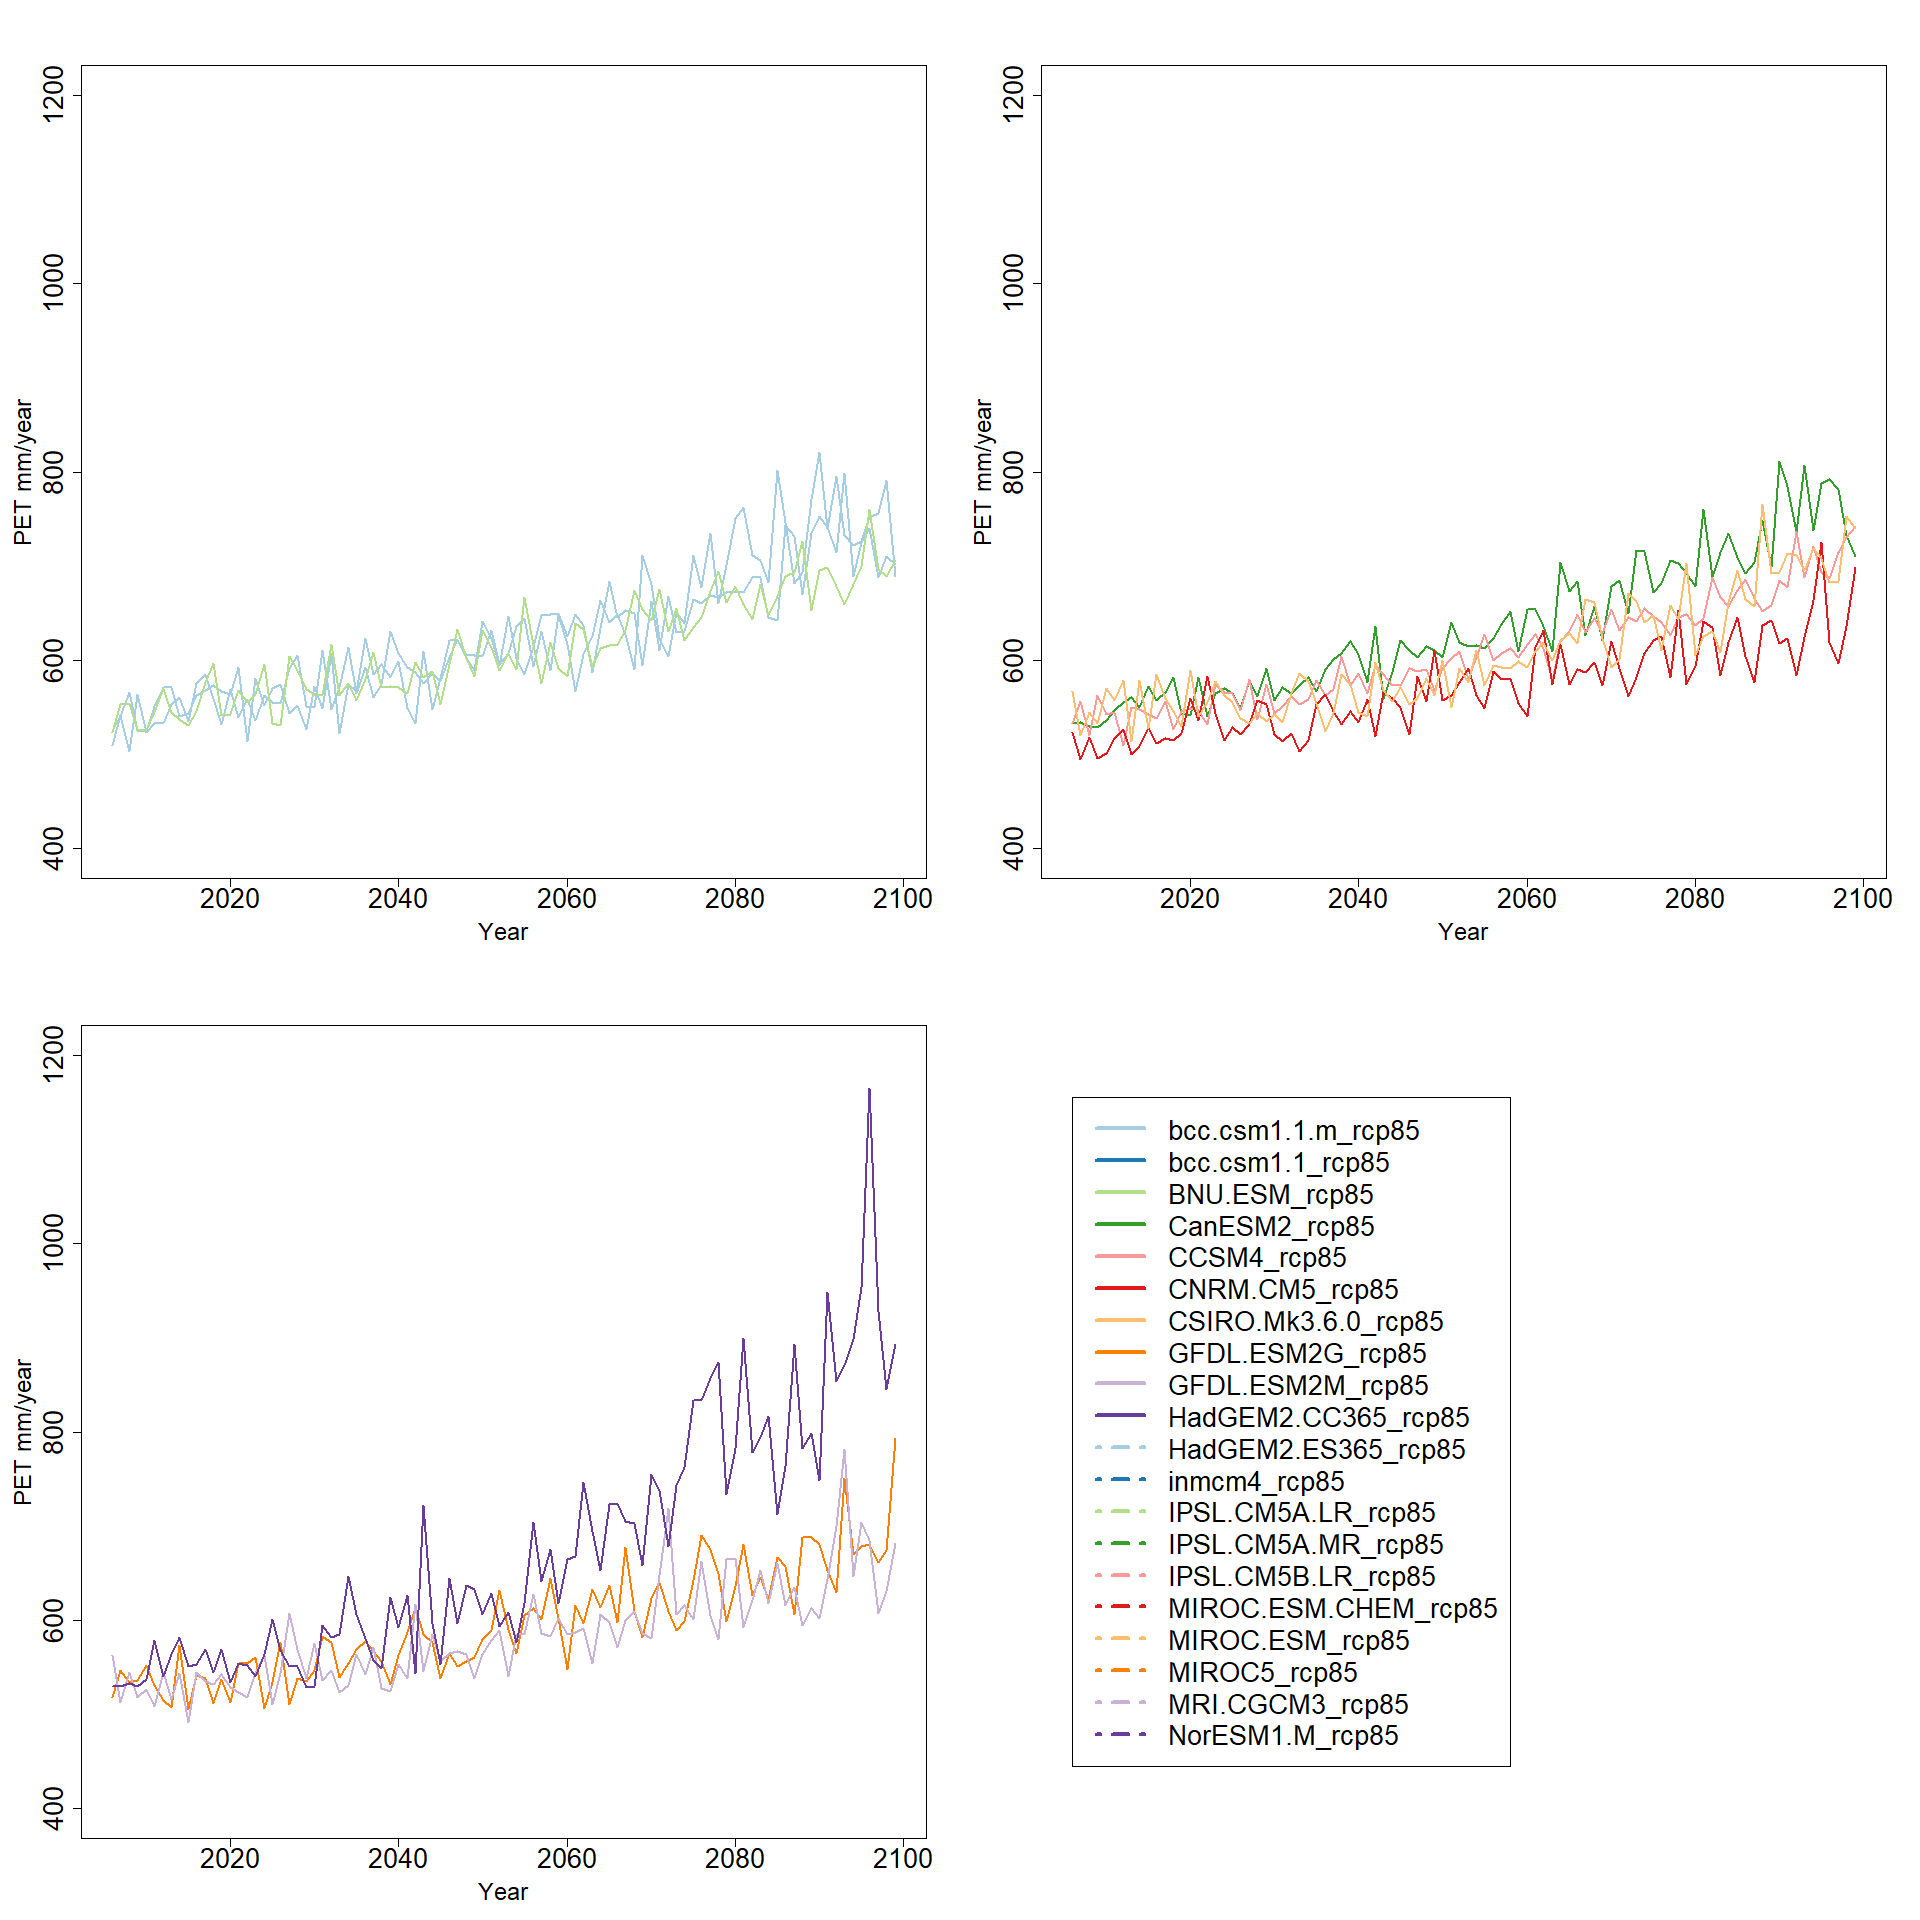 1200
1000
800
600
400
PET mm/year
2020 2040 2060 2080 2100
Year
1200
1000
800
600
400
PET mm/year
2020 2040 2060 2080 2100
Year
1200
1000
800
600
400
PET mm/year
2020 2040 2060 2080 2100
Year
bcc.csm1.1.m_rcp85
bcc.csm1.1_rcp85
BNU.ESM_rcp85
CanESM2_rcp85
CCSM4_rcp85
CNRM.CM5_rcp85
CSIRO.Mk3.6.0_rcp85
GFDL.ESM2G_rcp85
GFDL.ESM2M_rcp85
HadGEM2.CC365_rcp85
HadGEM2.ES365_rcp85
inmcm4_rcp85
IPSL.CM5A.LR_rcp85
IPSL.CM5A.MR_rcp85
IPSL.CM5B.LR_rcp85
MIROC.ESM.CHEM_rcp85
MIROC.ESM_rcp85
MIROC5_rcp85
MRI.CGCM3_rcp85
NorESM1.M_rcp85